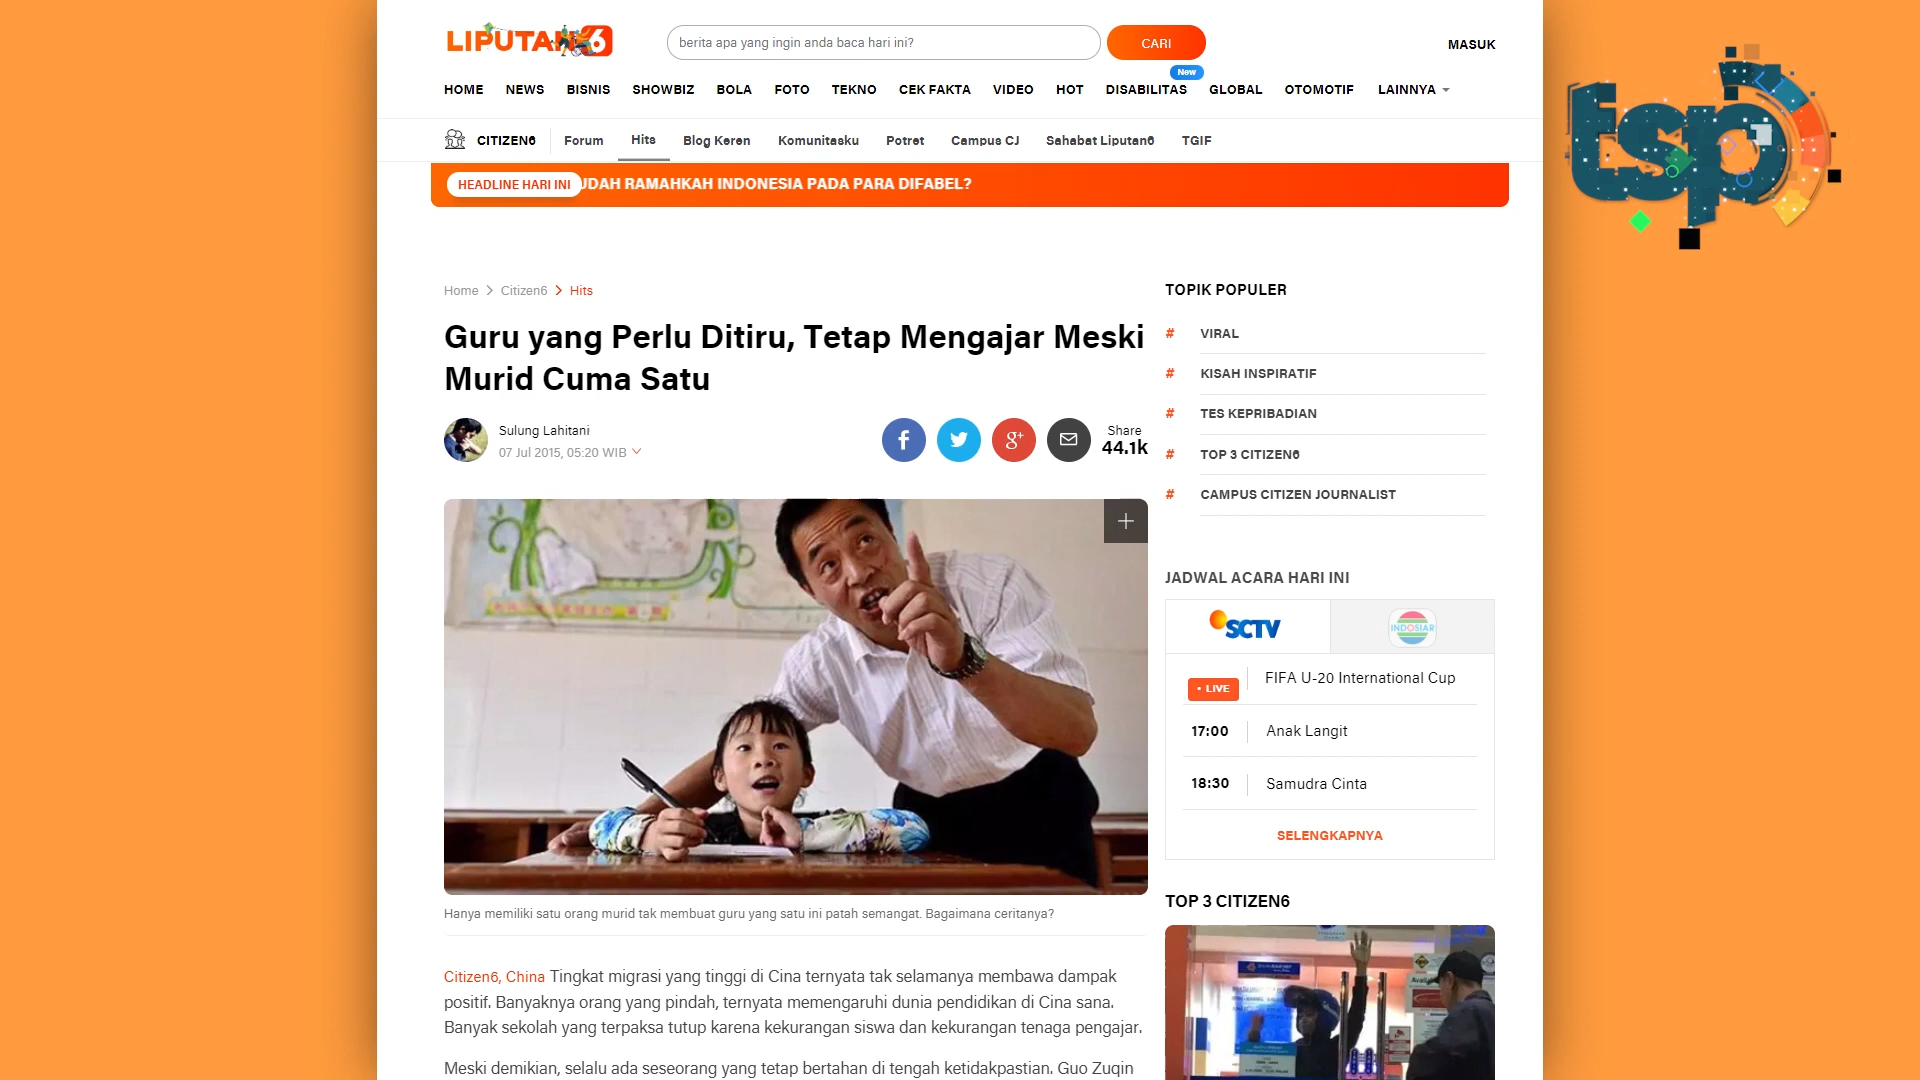 LIPUTAN6
berita apa yang ingin anda baca hari ini?
CARI
MASUK
New
HOME NEWS BISNIS SHOWBIZ BOLA FOTO TEKNO CEK FAKTA VIDEO HOT DISABILITAS GLOBAL OTOMOTIF LAINNYA
CITIZEN6 Forum Hits Blog Keren Komunitasku Potret Campus CJ Sahabat Liputan6 TGIF
HEADLINE HARI INI UDAH RAMAHKAH INDONESIA PADA PARA DIFABEL?
tsp
Home > Citizen6 > Hits
Guru yang Perlu Ditiru, Tetap Mengajar Meski
Murid Cuma Satu
Sulung Lahitani
07 Jul 2015, 05:20 WIB
Share
44.1k
Hanya memiliki satu orang murid tak membuat guru yang satu ini patah semangat. Bagaimana ceritanya?
Citizen6, China Tingkat migrasi yang tinggi di Cina ternyata tak selamanya membawa dampak
positif. Banyaknya orang yang pindah, ternyata memengaruhi dunia pendidikan di Cina sana.
Banyak sekolah yang terpaksa tutup karena kekurangan siswa dan kekurangan tenaga pengajar.
Meski demikian, selalu ada seseorang yang tetap bertahan di tengah ketidakpastian. Guo Zuqin
TOPIK POPULER
# VIRAL
# KISAH INSPIRATIF
# TES KEPRIBADIAN
# TOP 3 CITIZEN6
# CAMPUS CITIZEN JOURNALIST
JADWAL ACARA HARI INI
SCTV INDOSIAR
• LIVE FIFA U-20 International Cup
17:00 Anak Langit
18:30 Samudra Cinta
SELENGKAPNYA
TOP 3 CITIZEN6